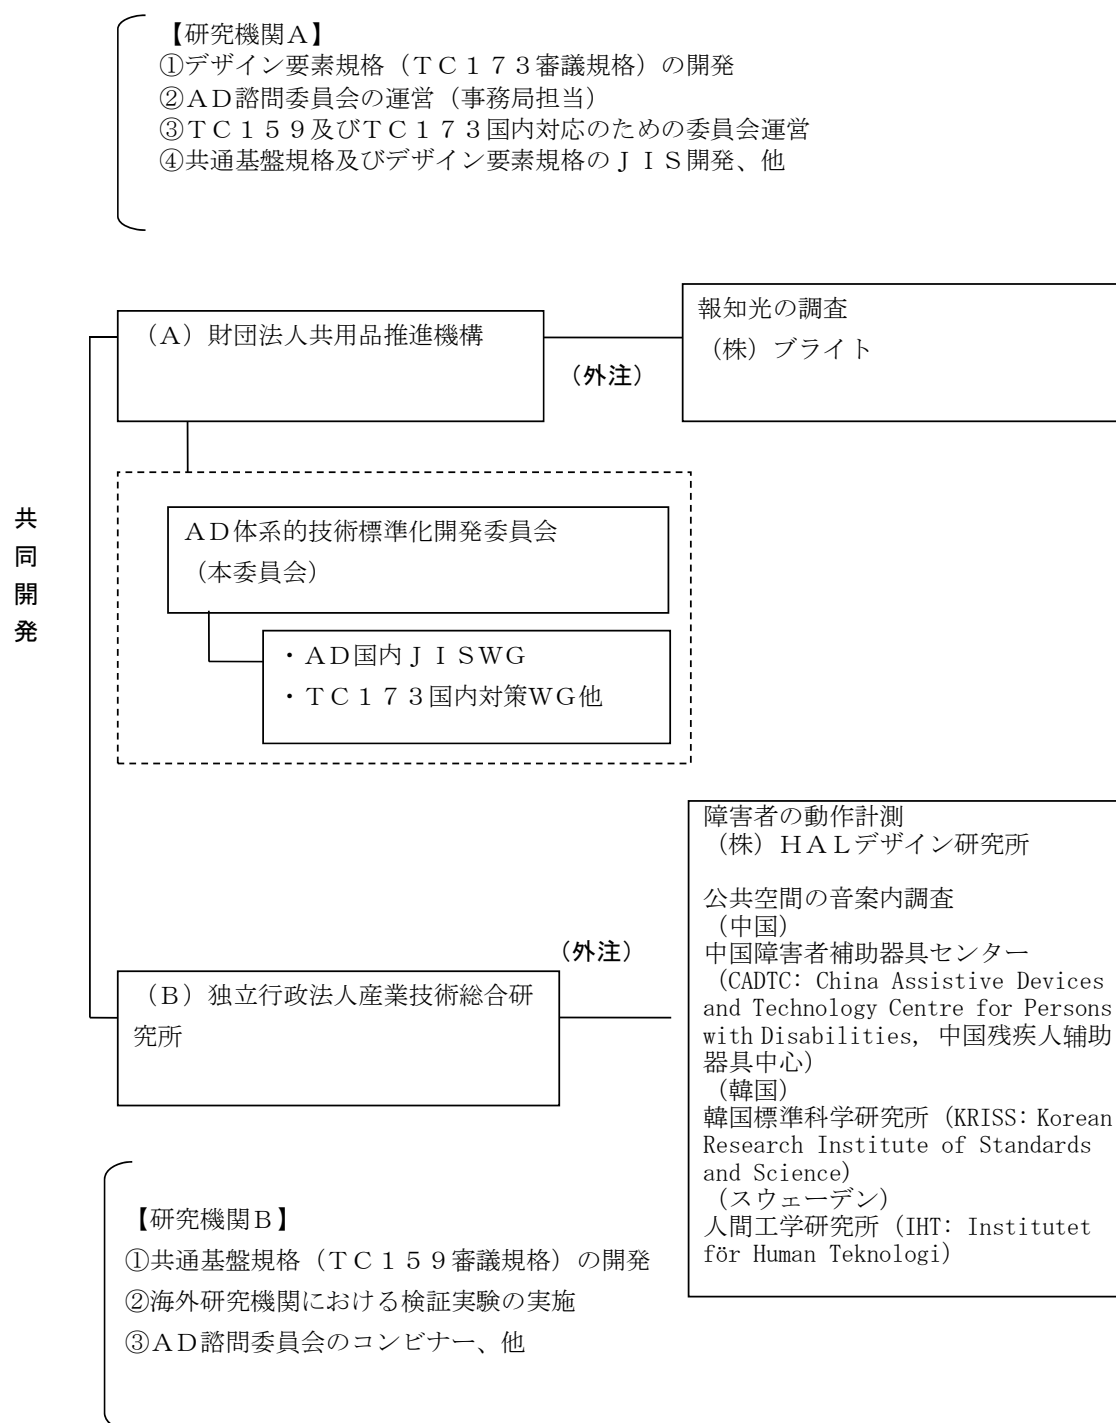 【研究機関Ａ】
①デザイン要素規格（ＴＣ１７３審議規格）の開発
②ＡＤ諮問委員会の運営（事務局担当）
③ＴＣ１５９及びＴＣ１７３国内対応のための委員会運営
④共通基盤規格及びデザイン要素規格のＪＩＳ開発、他
（Ａ）財団法人共用品推進機構
（外注）
報知光の調査
（株）ブライト
共
同
開
発
ＡＤ体系的技術標準化開発委員会
（本委員会）
・ＡＤ国内ＪＩＳＷＧ
・ＴＣ１７３国内対策ＷＧ他
（Ｂ）独立行政法人産業技術総合研
究所
（外注）
障害者の動作計測
（株）ＨＡＬデザイン研究所
公共空間の音案内調査
（中国）
中国障害者補助器具センター
（CADTC: China Assistive Devices
and Technology Centre for Persons
with Disabilities, 中国残疾人辅助
器具中心）
（韓国）
韓国標準科学研究所（KRISS: Korean
Research Institute of Standards
and Science）
（スウェーデン）
人間工学研究所（IHT: Institutet
för Human Teknologi）
【研究機関Ｂ】
①共通基盤規格（ＴＣ１５９審議規格）の開発
②海外研究機関における検証実験の実施
③ＡＤ諮問委員会のコンビナー、他